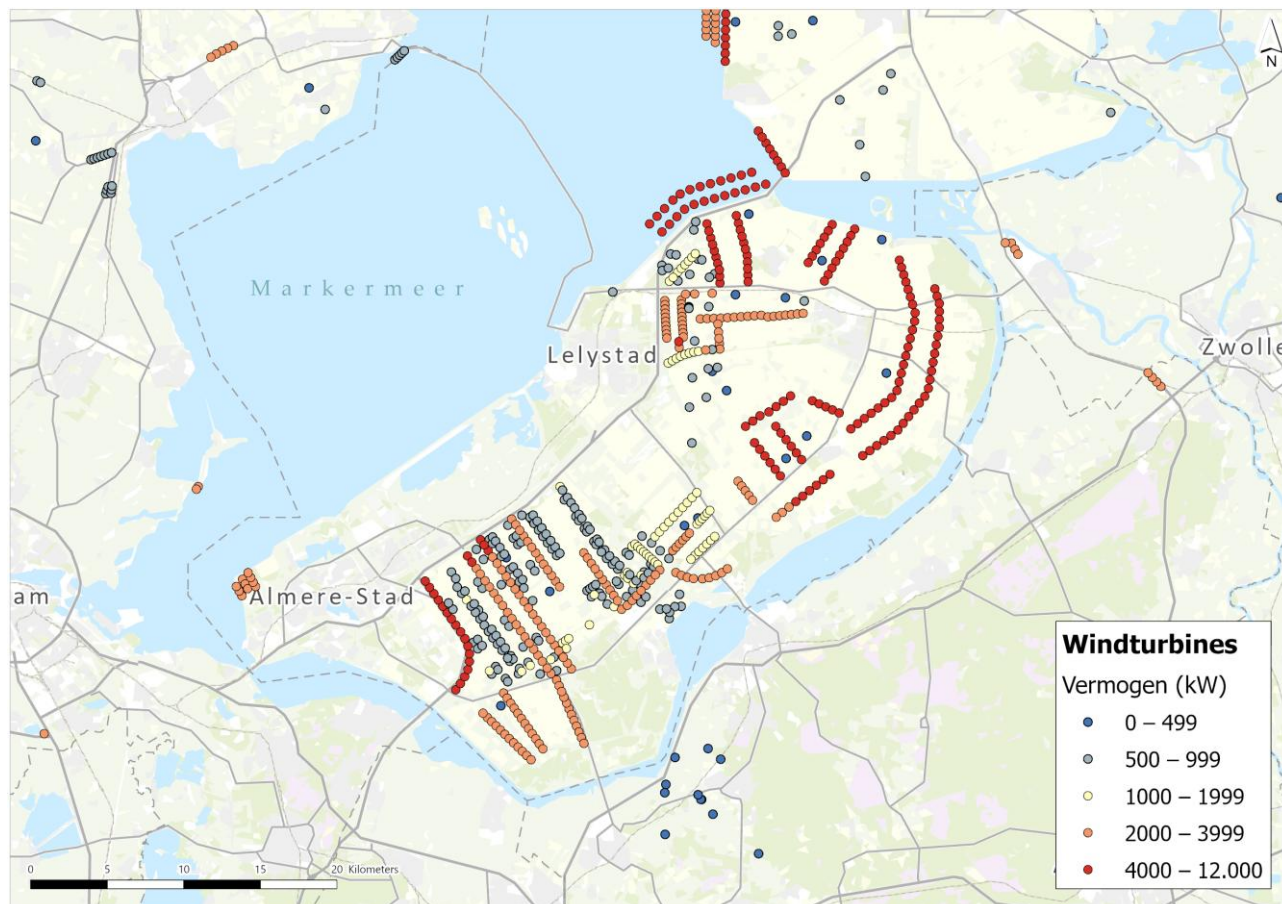 N
Markermeer
Lelystad
Zwolle
Almere-Stad
am
Windturbines
Vermogen (kW)
0 – 499
500 – 999
1000 – 1999
2000 – 3999
4000 – 12.000
0 5 10 15 20 Kilometers